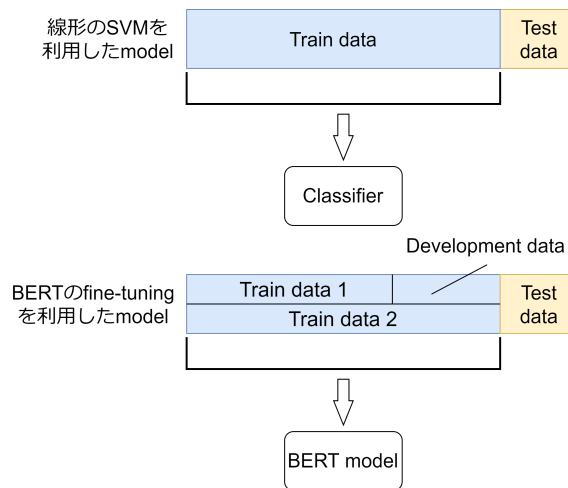 線形のSVMを
利用したmodel
Train data
Test
data
Classifier
Development data
BERTのfine-tuning
を利用したmodel
Train data 1
Train data 2
Test
data
BERT model